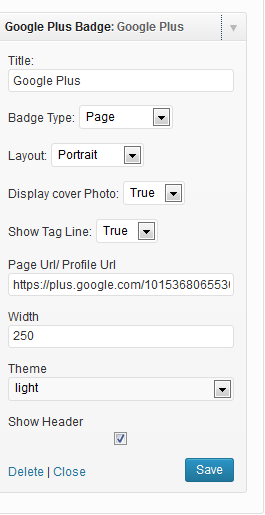 Google Plus Badge: Google Plus
Title:
Google Plus
Badge Type: Page
Layout: Portrait
Display cover Photo: True
Show Tag Line: True
Page Url/ Profile Url
https://plus.google.com/10153680655
Width
250
Theme
light
Show Header
Delete | Close Save